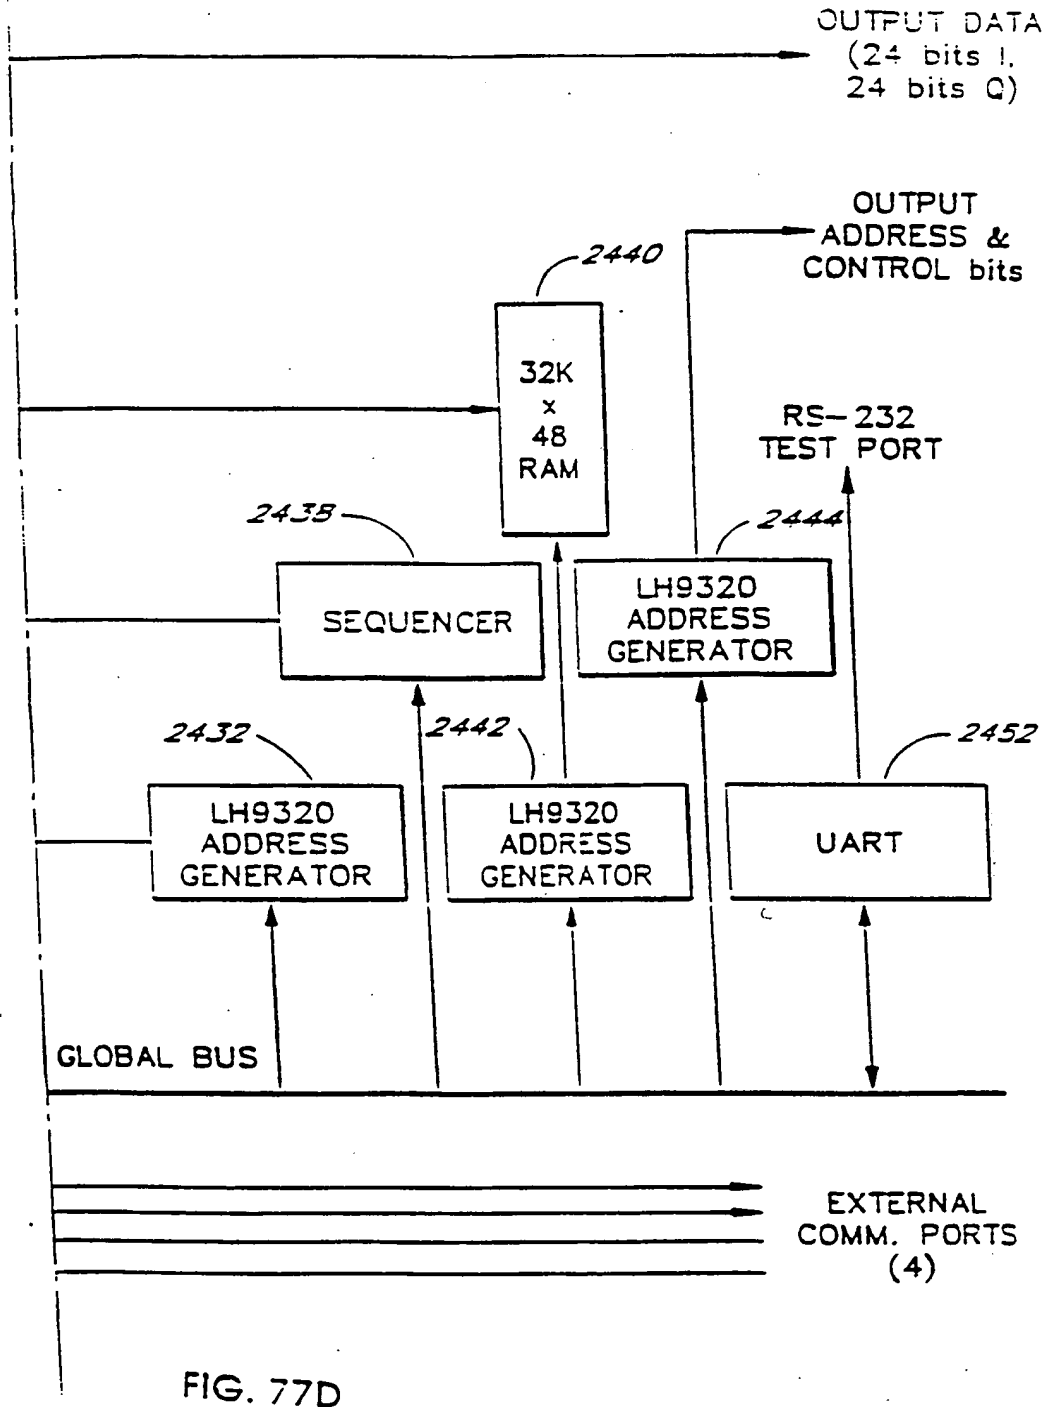 OUTPUT DATA
(24 bits I,
24 bits Q)
OUTPUT
ADDRESS &
CONTROL bits
2440
32K
x
48
RAM
RS-232
TEST PORT
2438
2444
SEQUENCER
LH9320
ADDRESS
GENERATOR
2432
2442
2452
LH9320
ADDRESS
GENERATOR
LH9320
ADDRESS
GENERATOR
UART
GLOBAL BUS
EXTERNAL
COMM. PORTS
(4)
FIG. 77D